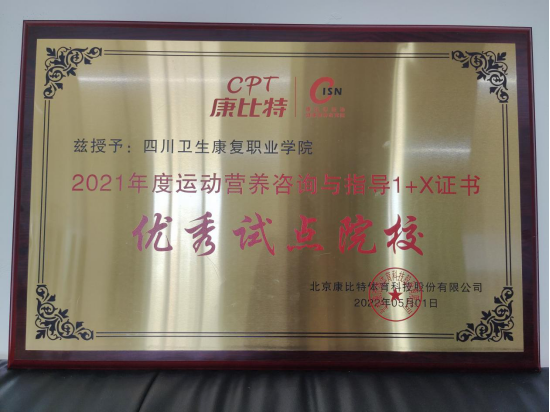 CPT
康比特
CISN
兹授予：四川卫生康复职业学院
2021年度运动营养咨询与指导1+X证书
优秀试点院校
北京康比特体育科技股份有限公司
2022年05月01日